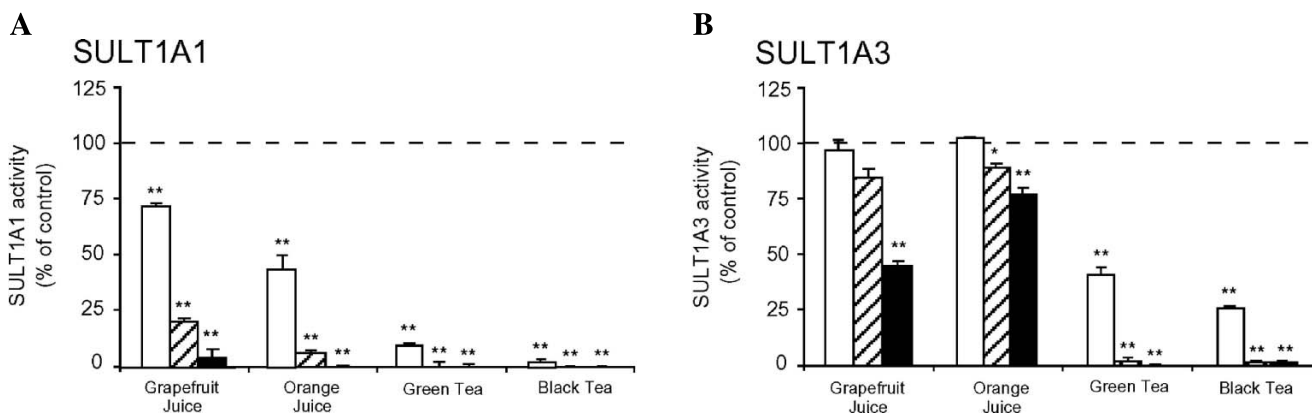 A
SULT1A1
SULT1A1 activity
(% of control)
125
100
75
50
25
0
**
**
**
**
**
**
**
**
**
**
**
**
Grapefruit
Juice
Orange
Juice
Green Tea
Black Tea
B
SULT1A3
SULT1A3 activity
(% of control)
125
100
75
50
25
0
**
*
**
**
**
**
**
**
**
Grapefruit
Juice
Orange
Juice
Green Tea
Black Tea